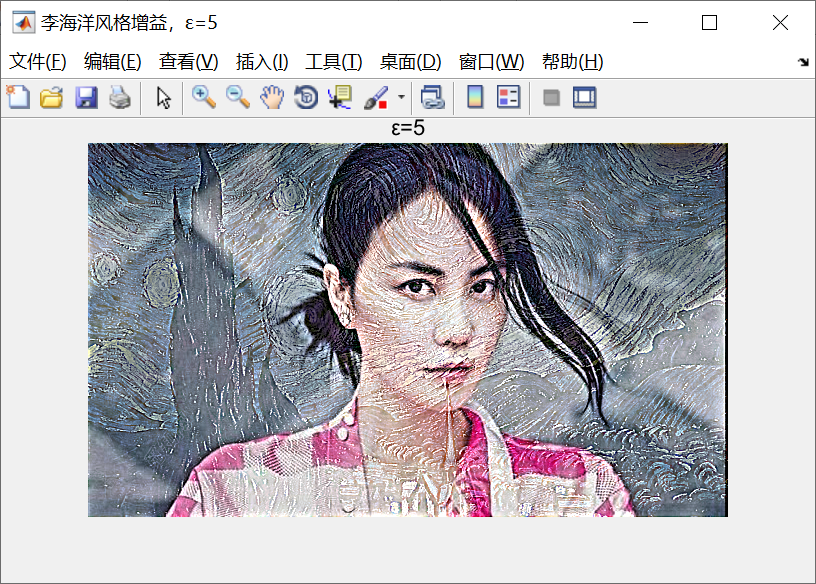 李海洋风格增益，ε=5
文件(F) 编辑(E) 查看(V) 插入(I) 工具(T) 桌面(D) 窗口(W) 帮助(H)
ε=5